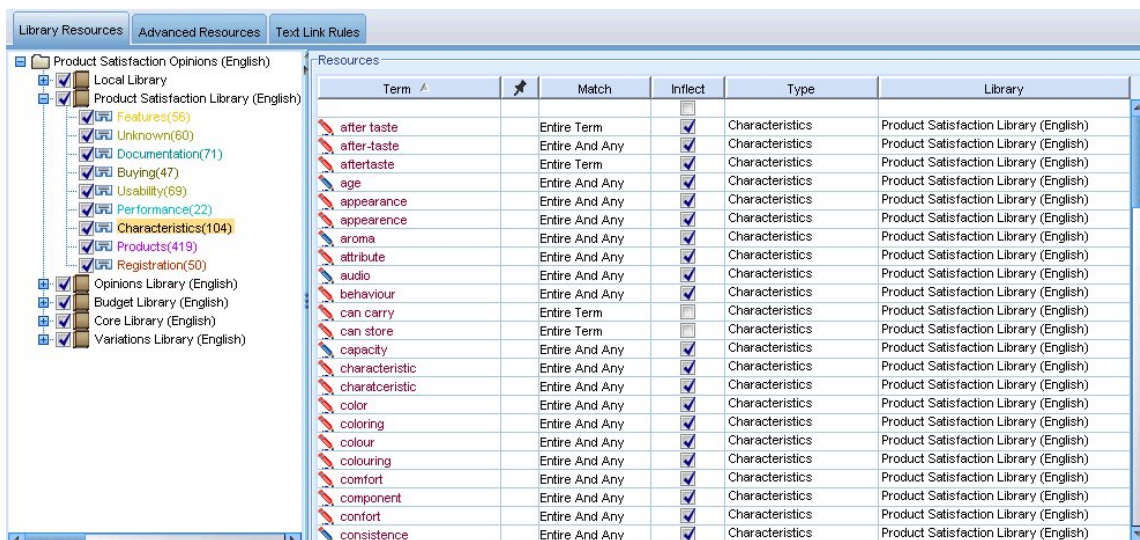 Library Resources Advanced Resources Text Link Rules
Product Satisfaction Opinions (English)
Local Library
Product Satisfaction Library (English)
Features(56)
Unknown(60)
Documentation(71)
Buying(47)
Usability(69)
Performance(22)
Characteristics(104)
Products(419)
Registration(50)
Opinions Library (English)
Budget Library (English)
Core Library (English)
Variations Library (English)
Resources
Term Match Inflect Type Library
after taste Entire Term Characteristics Product Satisfaction Library (English)
after-taste Entire And Any Characteristics Product Satisfaction Library (English)
aftertaste Entire Term Characteristics Product Satisfaction Library (English)
age Entire And Any Characteristics Product Satisfaction Library (English)
appearance Entire And Any Characteristics Product Satisfaction Library (English)
appearence Entire And Any Characteristics Product Satisfaction Library (English)
aroma Entire And Any Characteristics Product Satisfaction Library (English)
attribute Entire And Any Characteristics Product Satisfaction Library (English)
audio Entire And Any Characteristics Product Satisfaction Library (English)
behaviour Entire And Any Characteristics Product Satisfaction Library (English)
can carry Entire Term Characteristics Product Satisfaction Library (English)
can store Entire Term Characteristics Product Satisfaction Library (English)
capacity Entire And Any Characteristics Product Satisfaction Library (English)
characteristic Entire And Any Characteristics Product Satisfaction Library (English)
charatceristic Entire And Any Characteristics Product Satisfaction Library (English)
color Entire And Any Characteristics Product Satisfaction Library (English)
coloring Entire And Any Characteristics Product Satisfaction Library (English)
colour Entire And Any Characteristics Product Satisfaction Library (English)
colouring Entire And Any Characteristics Product Satisfaction Library (English)
comfort Entire And Any Characteristics Product Satisfaction Library (English)
component Entire And Any Characteristics Product Satisfaction Library (English)
confort Entire And Any Characteristics Product Satisfaction Library (English)
consistence Entire And Any Characteristics Product Satisfaction Library (English)